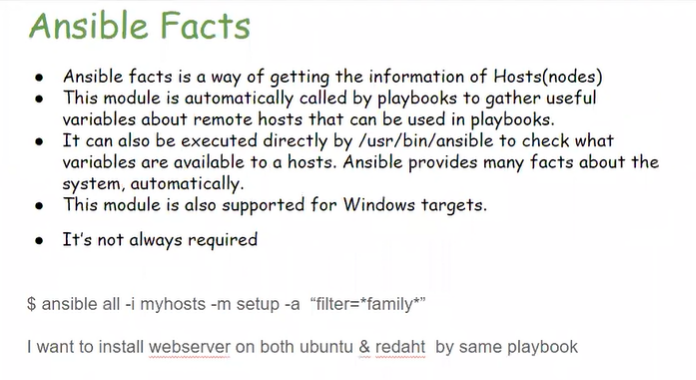 Ansible Facts
● Ansible facts is a way of getting the information of Hosts(nodes)
● This module is automatically called by playbooks to gather useful
variables about remote hosts that can be used in playbooks.
● It can also be executed directly by /usr/bin/ansible to check what
variables are available to a hosts. Ansible provides many facts about the
system, automatically.
● This module is also supported for Windows targets.
● It's not always required
$ ansible all -i myhosts -m setup -a  “filter=*family*”
I want to install webserver on both ubuntu & redaht  by same playbook